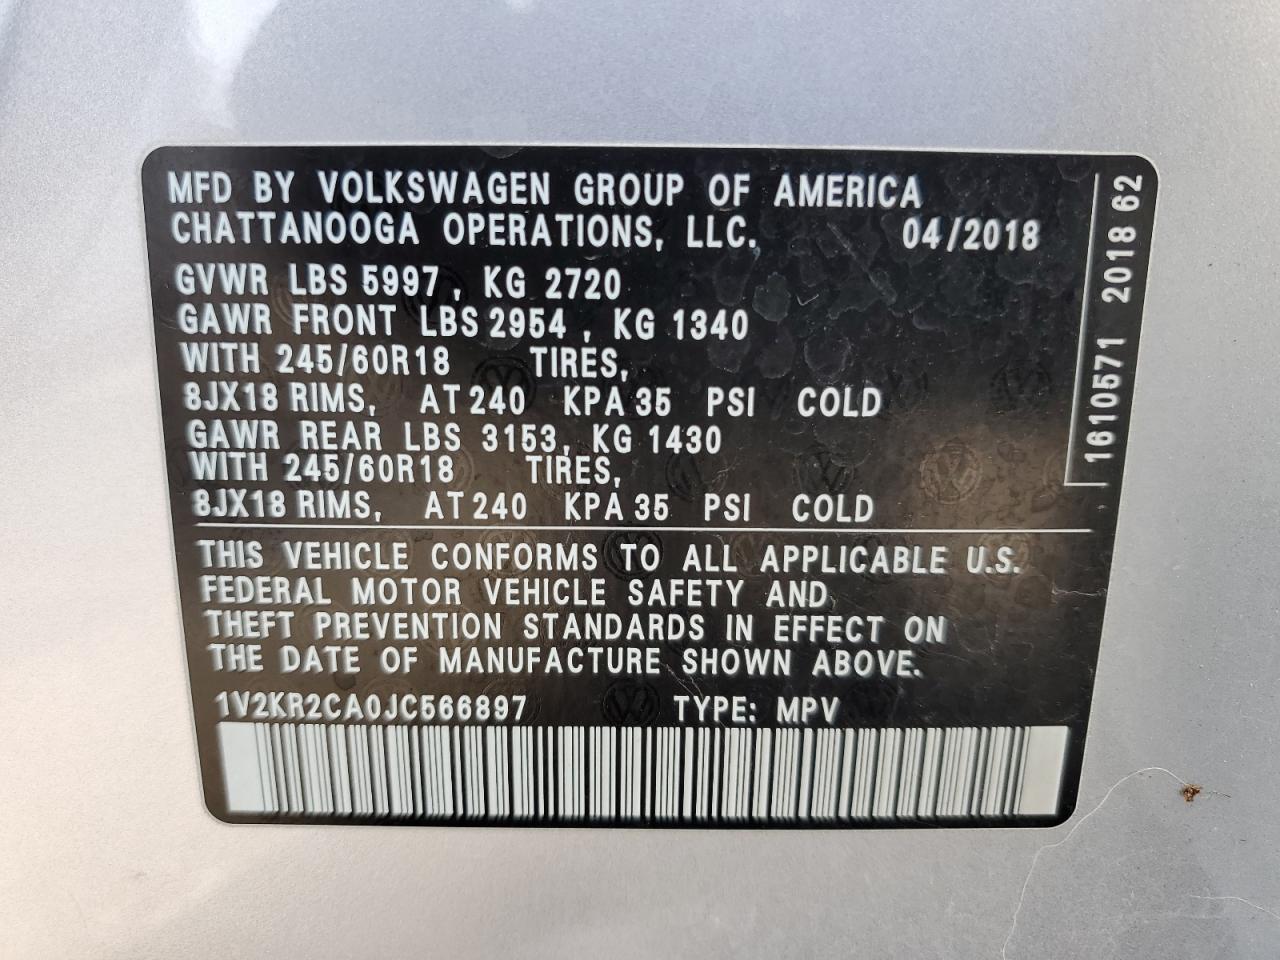 MFD BY VOLKSWAGEN GROUP OF AMERICA
CHATTANOOGA OPERATIONS, LLC. 04/2018
GVWR LBS 5997, KG 2720
GAWR FRONT LBS 2954, KG 1340
WITH 245/60R18 TIRES,
8JX18 RIMS, AT 240 KPA 35 PSI COLD
GAWR REAR LBS 3153, KG 1430
WITH 245/60R18 TIRES,
8JX18 RIMS, AT 240 KPA 35 PSI COLD
THIS VEHICLE CONFORMS TO ALL APPLICABLE U.S.
FEDERAL MOTOR VEHICLE SAFETY AND
THEFT PREVENTION STANDARDS IN EFFECT ON
THE DATE OF MANUFACTURE SHOWN ABOVE.
1V2KR2CA0JC566897 TYPE: MPV
1610571 2018 62